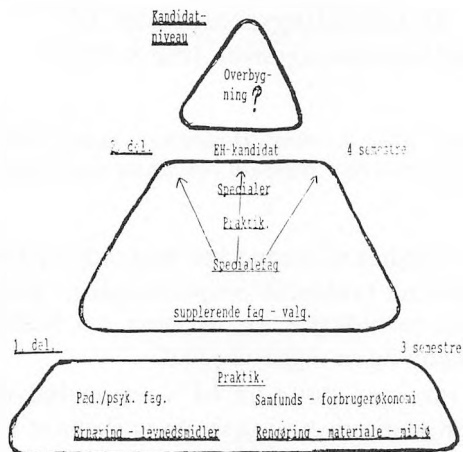 Kandidat-
niveau
Overbyg-
ning ?
2. del. EH-kandidat 4 semestre
Specialer
Praktik.
Specialefag
supplerende fag - valg.
1. del. 3 semestre
Praktik.
Pæd./psyk. fag. Samfunds - forbrugerøkonomi
Ernæring - levnedsmidler Rengøring - materiale - miljø